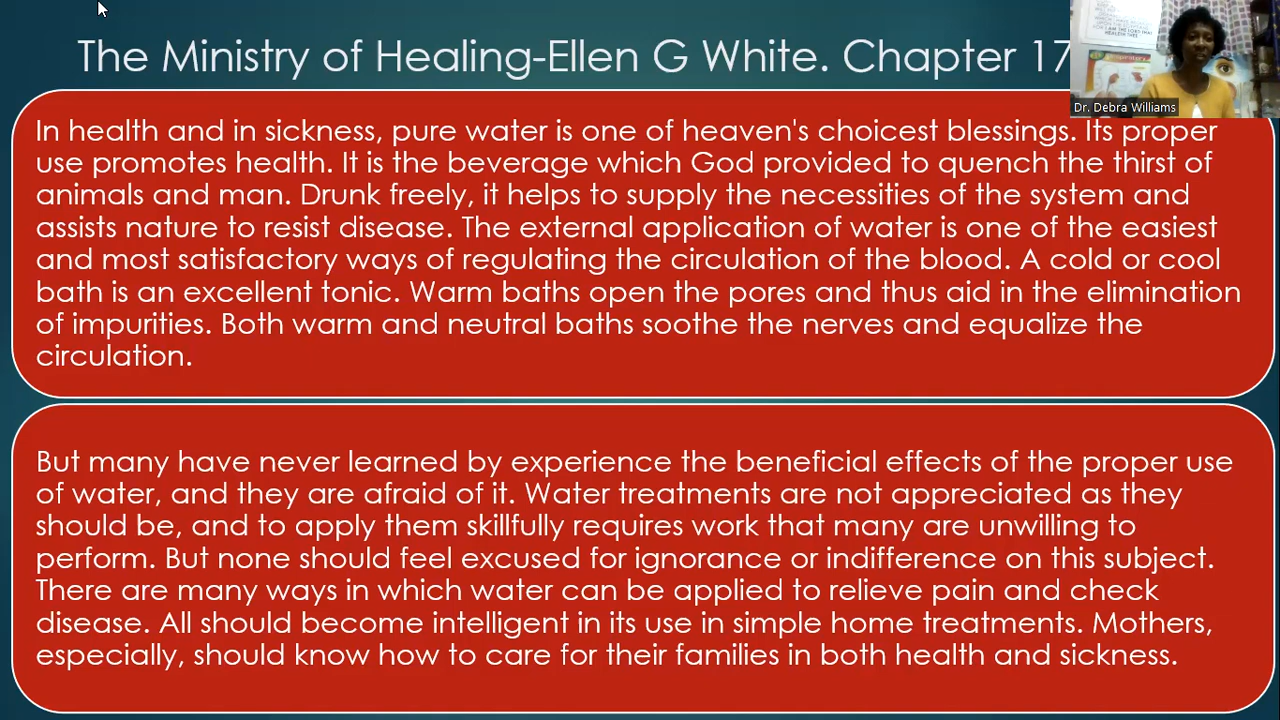 The Ministry of Healing-Ellen G White. Chapter 17
I AM THE LORD THAT
HEALETH THEE
Dr. Debra Williams
In health and in sickness, pure water is one of heaven's choicest blessings. Its proper
use promotes health. It is the beverage which God provided to quench the thirst of
animals and man. Drunk freely, it helps to supply the necessities of the system and
assists nature to resist disease. The external application of water is one of the easiest
and most satisfactory ways of regulating the circulation of the blood. A cold or cool
bath is an excellent tonic. Warm baths open the pores and thus aid in the elimination
of impurities. Both warm and neutral baths soothe the nerves and equalize the
circulation.
But many have never learned by experience the beneficial effects of the proper use
of water, and they are afraid of it. Water treatments are not appreciated as they
should be, and to apply them skillfully requires work that many are unwilling to
perform. But none should feel excused for ignorance or indifference on this subject.
There are many ways in which water can be applied to relieve pain and check
disease. All should become intelligent in its use in simple home treatments. Mothers,
especially, should know how to care for their families in both health and sickness.